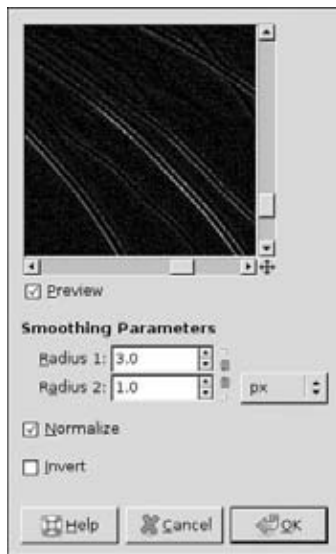 Preview
Smoothing Parameters
Radius 1: 3.0
Radius 2: 1.0
px
Normalize
Invert
Help Cancel OK